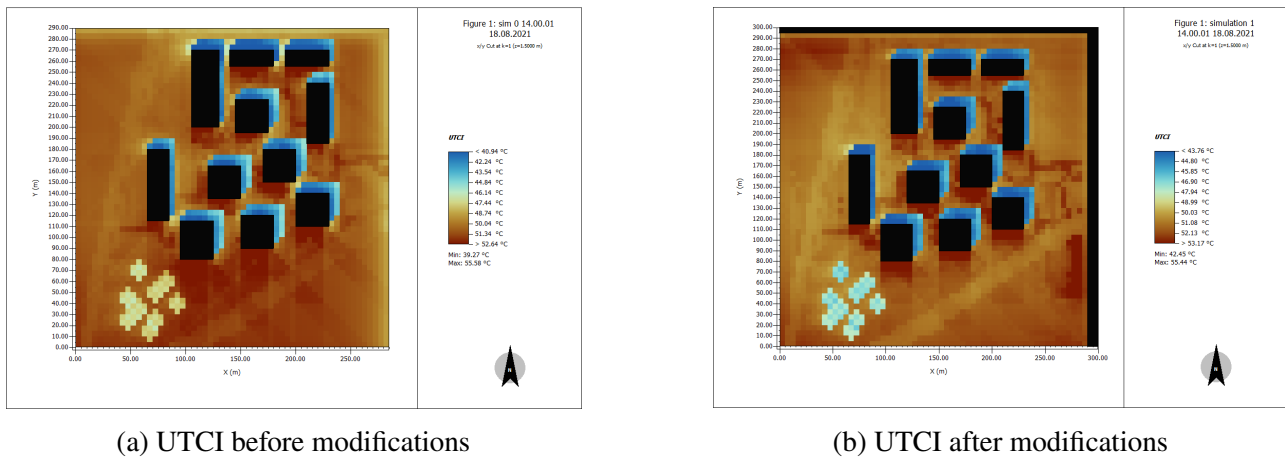 Figure 1: sim 0 14.00.01
18.08.2021
x/y Cut at k=1 (z=1.5000 m)
UTCI
< 40.94 °C
42.24 °C
43.54 °C
44.84 °C
46.14 °C
47.44 °C
48.74 °C
50.04 °C
51.34 °C
> 52.64 °C
Min: 39.27 °C
Max: 55.58 °C
Y (m)
290.00
280.00
270.00
260.00
250.00
240.00
230.00
220.00
210.00
200.00
190.00
180.00
170.00
160.00
150.00
140.00
130.00
120.00
110.00
100.00
90.00
80.00
70.00
60.00
50.00
40.00
30.00
20.00
10.00
0.00
0.00 50.00 100.00 150.00 200.00 250.00
X (m)
N
(a) UTCI before modifications
Figure 1: simulation 1
14.00.01 18.08.2021
x/y Cut at k=1 (z=1.5000 m)
UTCI
< 43.76 °C
44.80 °C
45.85 °C
46.90 °C
47.94 °C
48.99 °C
50.03 °C
51.08 °C
52.13 °C
> 53.17 °C
Min: 42.45 °C
Max: 55.44 °C
Y (m)
300.00
290.00
280.00
270.00
260.00
250.00
240.00
230.00
220.00
210.00
200.00
190.00
180.00
170.00
160.00
150.00
140.00
130.00
120.00
110.00
100.00
90.00
80.00
70.00
60.00
50.00
40.00
30.00
20.00
10.00
0.00
0.00 50.00 100.00 150.00 200.00 250.00 300.00
X (m)
N
(b) UTCI after modifications